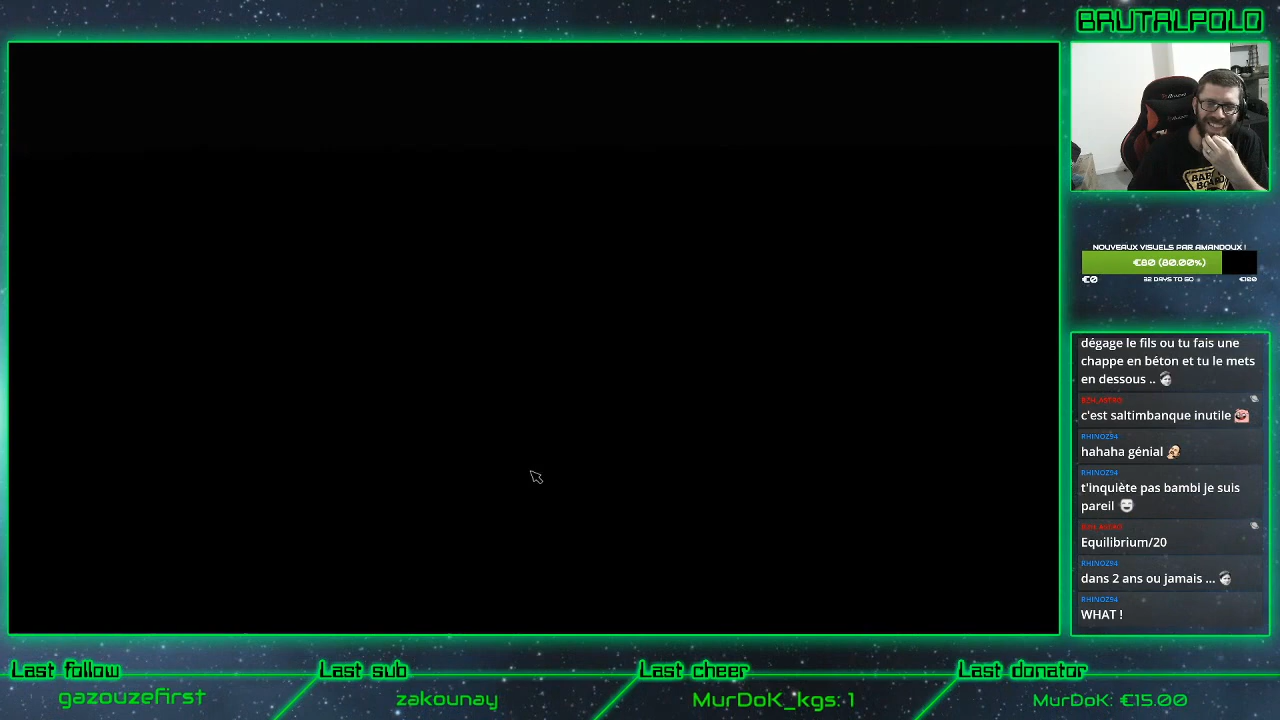 BRUTALPOLO
NOUVEAUX VISUELS PAR AMANDOUX !
€80 (80.00%)
€0
€100
dégage le fils ou tu fais une
chappe en béton et tu le mets
en dessous ..
BZH_ASTRO
c'est saltimbanque inutile
RHINOZ94
hahaha génial
RHINOZ94
t'inquiète pas bambi je suis
pareil
BZH_ASTRO
Equilibrium/20
RHINOZ94
dans 2 ans ou jamais ...
RHINOZ94
WHAT !
Last follow
gazouzefirst
Last sub
zakounay
Last cheer
MurDoK_kgs: 1
Last donator
MurDoK: €15.00